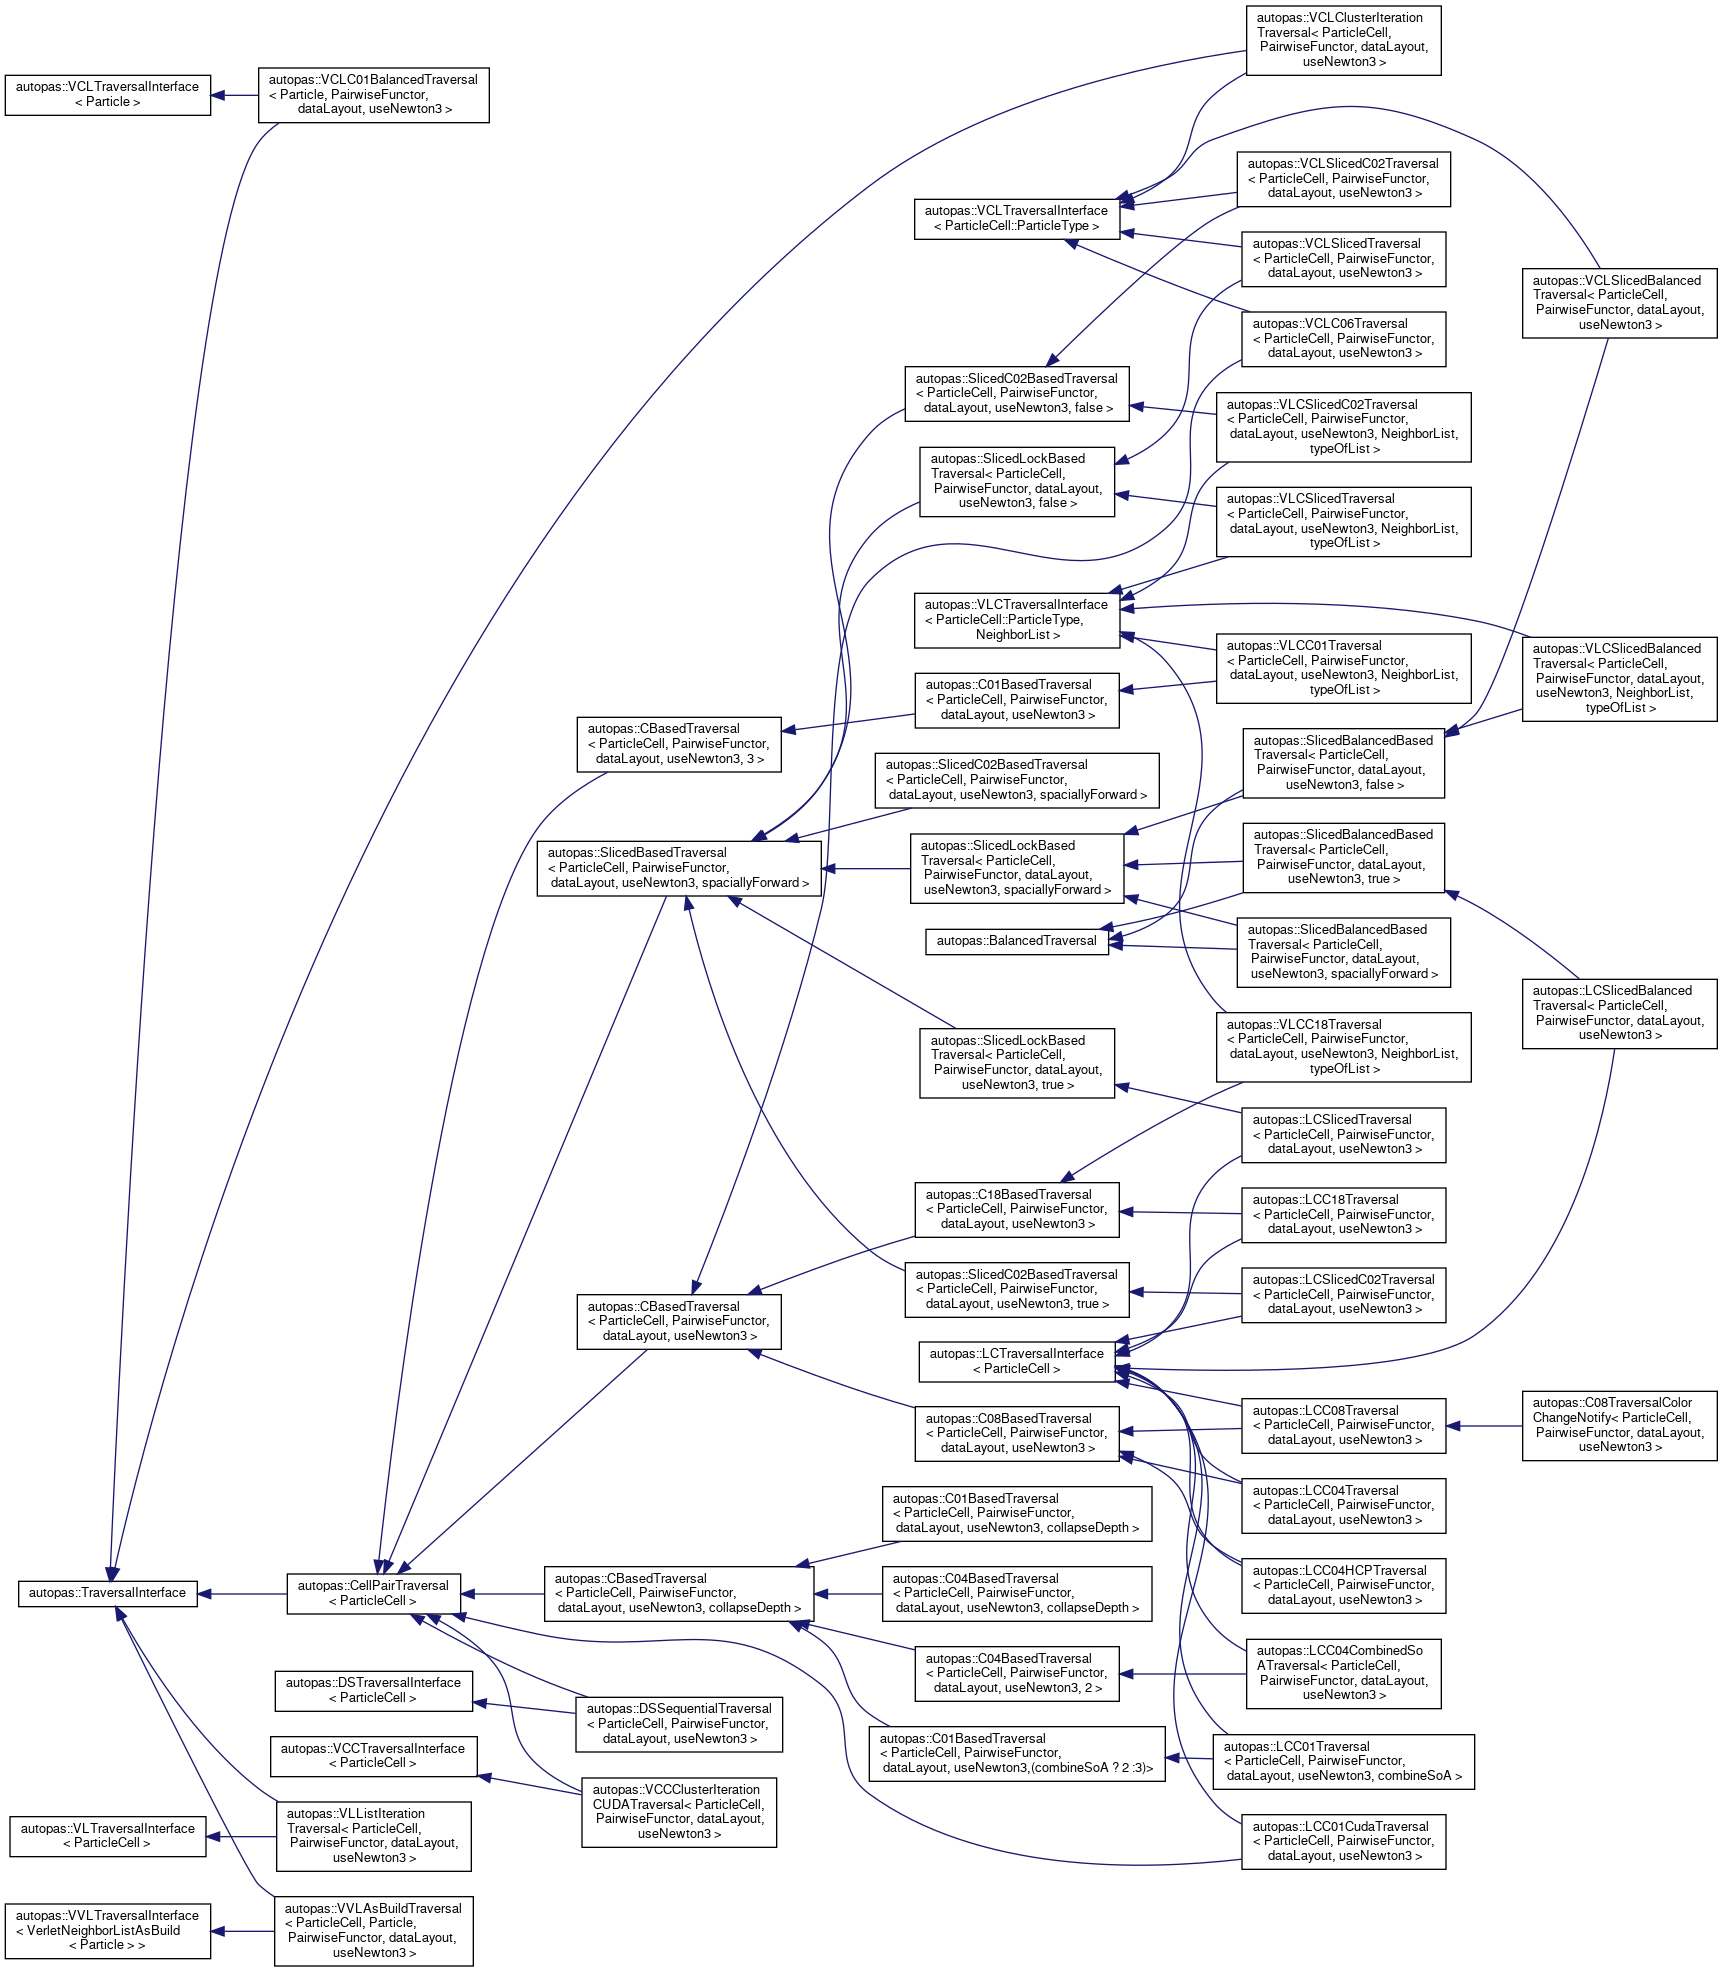 autopas::VCLTraversalInterface
< Particle >
autopas::TraversalInterface
autopas::VLTraversalInterface
< ParticleCell >
autopas::VVLTraversalInterface
< VerletNeighborListAsBuild
< Particle > >
autopas::VCLC01BalancedTraversal
< Particle, PairwiseFunctor,
dataLayout, useNewton3 >
autopas::CellPairTraversal
< ParticleCell >
autopas::DSTraversalInterface
< ParticleCell >
autopas::VCCTraversalInterface
< ParticleCell >
autopas::VLListIteration
Traversal< ParticleCell,
PairwiseFunctor, dataLayout,
useNewton3 >
autopas::VVLAsBuildTraversal
< ParticleCell, Particle,
PairwiseFunctor, dataLayout,
useNewton3 >
autopas::CBasedTraversal
< ParticleCell, PairwiseFunctor,
dataLayout, useNewton3, 3 >
autopas::SlicedBasedTraversal
< ParticleCell, PairwiseFunctor,
dataLayout, useNewton3, spaciallyForward >
autopas::CBasedTraversal
< ParticleCell, PairwiseFunctor,
dataLayout, useNewton3 >
autopas::CBasedTraversal
< ParticleCell, PairwiseFunctor,
dataLayout, useNewton3, collapseDepth >
autopas::DSSequentialTraversal
< ParticleCell, PairwiseFunctor,
dataLayout, useNewton3 >
autopas::VCCClusterIteration
CUDATraversal< ParticleCell,
PairwiseFunctor, dataLayout,
useNewton3 >
autopas::VCLTraversalInterface
< ParticleCell::ParticleType >
autopas::SlicedC02BasedTraversal
< ParticleCell, PairwiseFunctor,
dataLayout, useNewton3, false >
autopas::SlicedLockBased
Traversal< ParticleCell,
PairwiseFunctor, dataLayout,
useNewton3, false >
autopas::VLCTraversalInterface
< ParticleCell::ParticleType,
NeighborList >
autopas::C01BasedTraversal
< ParticleCell, PairwiseFunctor,
dataLayout, useNewton3 >
autopas::SlicedC02BasedTraversal
< ParticleCell, PairwiseFunctor,
dataLayout, useNewton3, spaciallyForward >
autopas::SlicedLockBased
Traversal< ParticleCell,
PairwiseFunctor, dataLayout,
useNewton3, spaciallyForward >
autopas::BalancedTraversal
autopas::SlicedLockBased
Traversal< ParticleCell,
PairwiseFunctor, dataLayout,
useNewton3, true >
autopas::C18BasedTraversal
< ParticleCell, PairwiseFunctor,
dataLayout, useNewton3 >
autopas::SlicedC02BasedTraversal
< ParticleCell, PairwiseFunctor,
dataLayout, useNewton3, true >
autopas::LCTraversalInterface
< ParticleCell >
autopas::C08BasedTraversal
< ParticleCell, PairwiseFunctor,
dataLayout, useNewton3 >
autopas::C01BasedTraversal
< ParticleCell, PairwiseFunctor,
dataLayout, useNewton3, collapseDepth >
autopas::C04BasedTraversal
< ParticleCell, PairwiseFunctor,
dataLayout, useNewton3, collapseDepth >
autopas::C04BasedTraversal
< ParticleCell, PairwiseFunctor,
dataLayout, useNewton3, 2 >
autopas::C01BasedTraversal
< ParticleCell, PairwiseFunctor,
dataLayout, useNewton3,(combineSoA ? 2 :3)>
autopas::VCLClusterIteration
Traversal< ParticleCell,
PairwiseFunctor, dataLayout,
useNewton3 >
autopas::VCLSlicedC02Traversal
< ParticleCell, PairwiseFunctor,
dataLayout, useNewton3 >
autopas::VCLSlicedTraversal
< ParticleCell, PairwiseFunctor,
dataLayout, useNewton3 >
autopas::VCLC06Traversal
< ParticleCell, PairwiseFunctor,
dataLayout, useNewton3 >
autopas::VLCSlicedC02Traversal
< ParticleCell, PairwiseFunctor,
dataLayout, useNewton3, NeighborList,
typeOfList >
autopas::VLCSlicedTraversal
< ParticleCell, PairwiseFunctor,
dataLayout, useNewton3, NeighborList,
typeOfList >
autopas::VLCC01Traversal
< ParticleCell, PairwiseFunctor,
dataLayout, useNewton3, NeighborList,
typeOfList >
autopas::SlicedBalancedBased
Traversal< ParticleCell,
PairwiseFunctor, dataLayout,
useNewton3, false >
autopas::SlicedBalancedBased
Traversal< ParticleCell,
PairwiseFunctor, dataLayout,
useNewton3, true >
autopas::SlicedBalancedBased
Traversal< ParticleCell,
PairwiseFunctor, dataLayout,
useNewton3, spaciallyForward >
autopas::VLCC18Traversal
< ParticleCell, PairwiseFunctor,
dataLayout, useNewton3, NeighborList,
typeOfList >
autopas::LCSlicedTraversal
< ParticleCell, PairwiseFunctor,
dataLayout, useNewton3 >
autopas::LCC18Traversal
< ParticleCell, PairwiseFunctor,
dataLayout, useNewton3 >
autopas::LCSlicedC02Traversal
< ParticleCell, PairwiseFunctor,
dataLayout, useNewton3 >
autopas::LCC08Traversal
< ParticleCell, PairwiseFunctor,
dataLayout, useNewton3 >
autopas::LCC04Traversal
< ParticleCell, PairwiseFunctor,
dataLayout, useNewton3 >
autopas::LCC04HCPTraversal
< ParticleCell, PairwiseFunctor,
dataLayout, useNewton3 >
autopas::LCC04CombinedSo
ATraversal< ParticleCell,
PairwiseFunctor, dataLayout,
useNewton3 >
autopas::LCC01Traversal
< ParticleCell, PairwiseFunctor,
dataLayout, useNewton3, combineSoA >
autopas::LCC01CudaTraversal
< ParticleCell, PairwiseFunctor,
dataLayout, useNewton3 >
autopas::VCLSlicedBalanced
Traversal< ParticleCell,
PairwiseFunctor, dataLayout,
useNewton3 >
autopas::VLCSlicedBalanced
Traversal< ParticleCell,
PairwiseFunctor, dataLayout,
useNewton3, NeighborList,
typeOfList >
autopas::LCSlicedBalanced
Traversal< ParticleCell,
PairwiseFunctor, dataLayout,
useNewton3 >
autopas::C08TraversalColor
ChangeNotify< ParticleCell,
PairwiseFunctor, dataLayout,
useNewton3 >